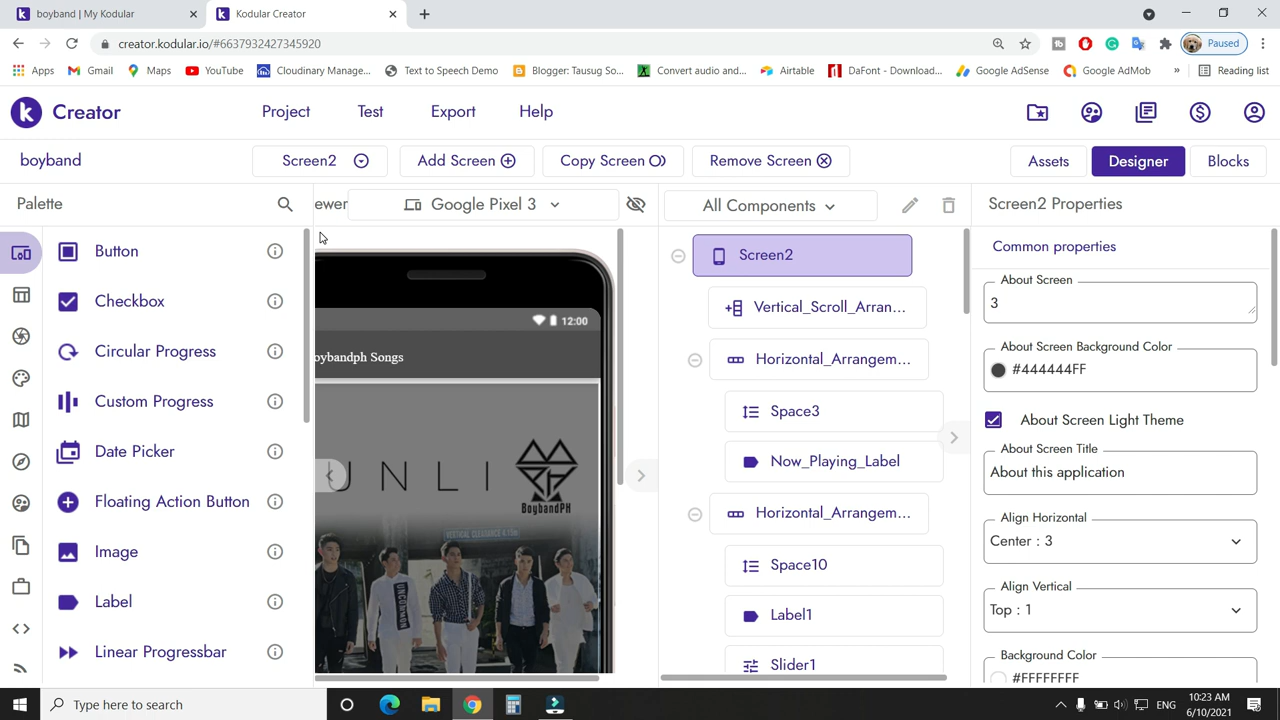 boyband | My Kodular
Kodular Creator
creator.kodular.io/#6637932427345920
Paused
Apps
Gmail
Maps
YouTube
Cloudinary Manage...
Text to Speech Demo
Blogger: Tausug So...
Convert audio and...
Airtable
DaFont - Download...
Google AdSense
Google AdMob
»
Reading list
Creator
Project
Test
Export
Help
boyband
Screen2
Add Screen
Copy Screen
Remove Screen
Assets
Designer
Blocks
Palette
ewer
Google Pixel 3
All Components
Screen2 Properties
Button
Checkbox
Circular Progress
Custom Progress
Date Picker
Floating Action Button
Image
Label
Linear Progressbar
12:00
oybandph Songs
UNLI
BoybandPH
VERTICAL CLEARANCE 4.11m
Screen2
Vertical_Scroll_Arran...
Horizontal_Arrangem...
Space3
Now_Playing_Label
Horizontal_Arrangem...
Space10
Label1
Slider1
Common properties
About Screen
3
About Screen Background Color
#444444FF
About Screen Light Theme
About Screen Title
About this application
Align Horizontal
Center : 3
Align Vertical
Top : 1
Background Color
#FFFFFFFF
Type here to search
ENG
10:23 AM
6/10/2021